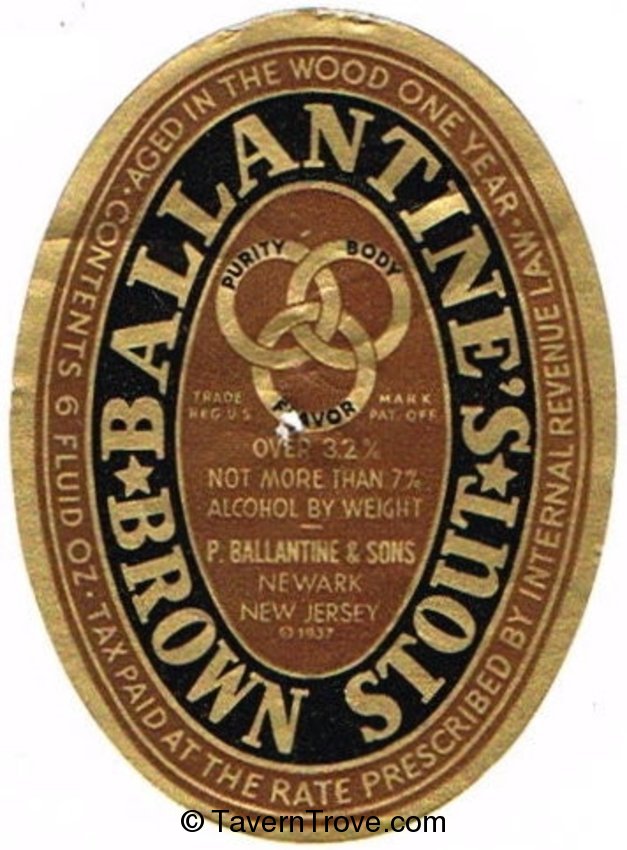 AGED IN THE WOOD ONE YEAR · TAX PAID AT THE RATE PRESCRIBED BY INTERNAL REVENUE LAW · CONTENTS 6 FLUID OZ ·
BALLANTINE'S
BROWN STOUT
PURITY BODY
FLAVOR
TRADE MARK
REG U.S. PAT. OFF.
OVER 3.2%
NOT MORE THAN 7%
ALCOHOL BY WEIGHT
P. BALLANTINE & SONS
NEWARK
NEW JERSEY
© 1937
© TavernTrove.com